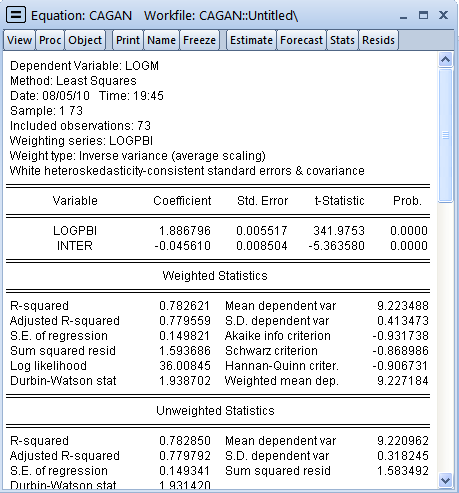 Equation: CAGAN Workfile: CAGAN::Untitled\
View Proc Object Print Name Freeze Estimate Forecast Stats Resids
Dependent Variable: LOGM
Method: Least Squares
Date: 08/05/10 Time: 19:45
Sample: 1 73
Included observations: 73
Weighting series: LOGPBI
Weight type: Inverse variance (average scaling)
White heteroskedasticity-consistent standard errors & covariance
Variable Coefficient Std. Error t-Statistic Prob.
LOGPBI 1.886796 0.005517 341.9753 0.0000
INTER -0.045610 0.008504 -5.363580 0.0000
Weighted Statistics
R-squared 0.782621 Mean dependent var 9.223488
Adjusted R-squared 0.779559 S.D. dependent var 0.413473
S.E. of regression 0.149821 Akaike info criterion -0.931738
Sum squared resid 1.593686 Schwarz criterion -0.868986
Log likelihood 36.00845 Hannan-Quinn criter. -0.906731
Durbin-Watson stat 1.938702 Weighted mean dep. 9.227184
Unweighted Statistics
R-squared 0.782850 Mean dependent var 9.220962
Adjusted R-squared 0.779792 S.D. dependent var 0.318245
S.E. of regression 0.149341 Sum squared resid 1.583492
Durbin-Watson stat 1.931420